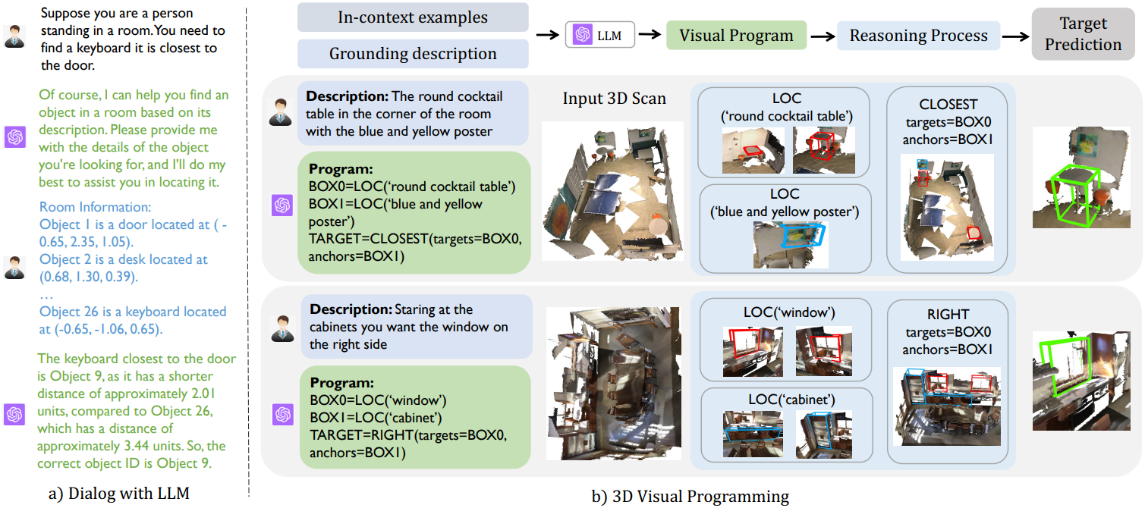 Suppose you are a person
standing in a room. You need to
find a keyboard it is closest to
the door.
Of course, I can help you find an
object in a room based on its
description. Please provide me
with the details of the object
you're looking for, and I'll do my
best to assist you in locating it.
Room Information:
Object 1 is a door located at ( -
0.65, 2.35, 1.05).
Object 2 is a desk located at
(0.68, 1.30, 0.39).
...
Object 26 is a keyboard located
at (-0.65, -1.06, 0.65).
The keyboard closest to the door
is Object 9, as it has a shorter
distance of approximately 2.01
units, compared to Object 26,
which has a distance of
approximately 3.44 units. So, the
correct object ID is Object 9.
a) Dialog with LLM
In-context examples
Grounding description
LLM
Visual Program
Reasoning Process
Target
Prediction
Description: The round cocktail
table in the corner of the room
with the blue and yellow poster
Program:
BOX0=LOC('round cocktail table')
BOX1=LOC('blue and yellow
poster')
TARGET=CLOSEST(targets=BOX0,
anchors=BOX1)
Input 3D Scan
LOC
('round cocktail table')
LOC
('blue and yellow poster')
CLOSEST
targets=BOX0
anchors=BOX1
Description: Staring at the
cabinets you want the window on
the right side
Program:
BOX0=LOC('window')
BOX1=LOC('cabinet')
TARGET=RIGHT(targets=BOX0,
anchors=BOX1)
LOC('window')
LOC('cabinet')
RIGHT
targets=BOX0
anchors=BOX1
b) 3D Visual Programming